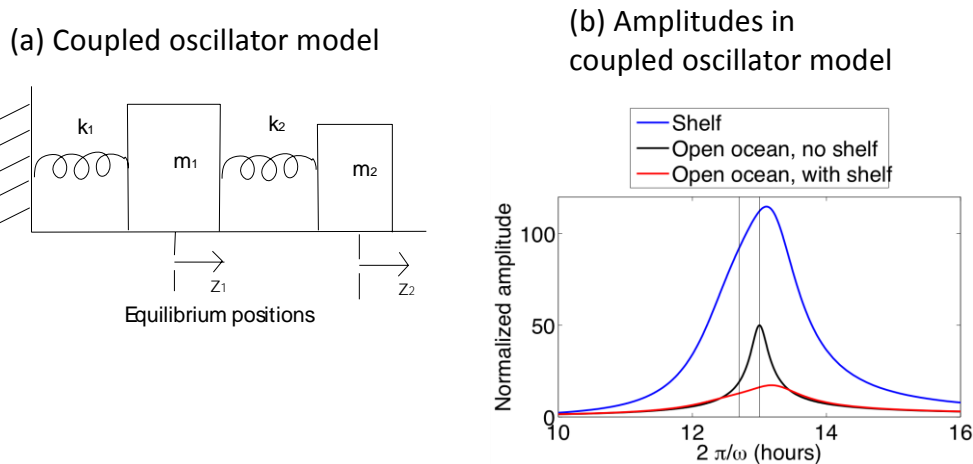 (a) Coupled oscillator model
k₁
k₂
m₁
m₂
z₁
z₂
Equilibrium positions
(b) Amplitudes in
coupled oscillator model
Shelf
Open ocean, no shelf
Open ocean, with shelf
Normalized amplitude
100
50
0
10
12
14
16
2 π/ω (hours)